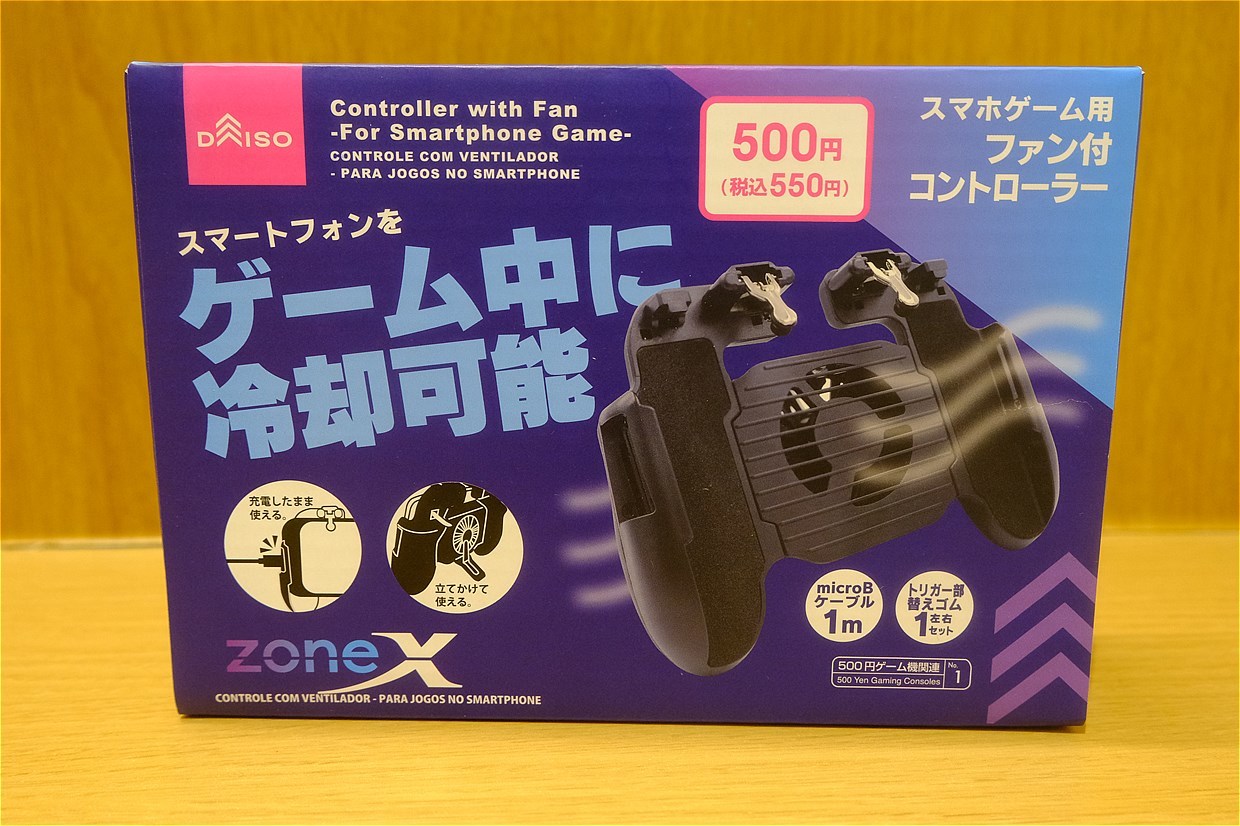 DAISO
Controller with Fan
-For Smartphone Game-
CONTROLE COM VENTILADOR
- PARA JOGOS NO SMARTPHONE
500円
(税込550円)
スマホゲーム用
ファン付
コントローラー
スマートフォンを
ゲーム中に
冷却可能
充電したまま
使える。
立てかけて
使える。
microB
ケーブル
1m
トリガー部
替えゴム
1左右セット
zone X
CONTROLE COM VENTILADOR - PARA JOGOS NO SMARTPHONE
500円ゲーム機関連
500 Yen Gaming Consoles
No.
1